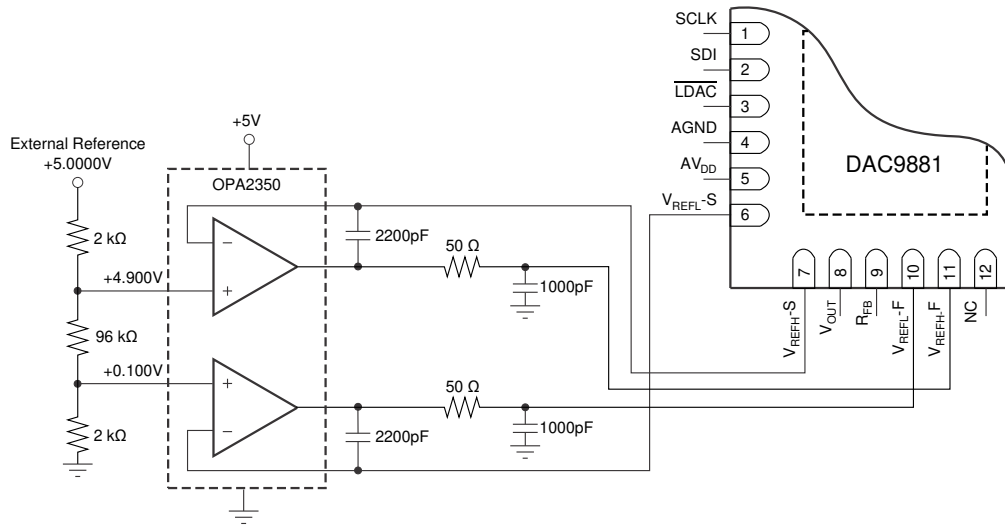 SCLK
1
SDI
2
LDAC
3
AGND
4
AVDD
5
VREFL-S
6
DAC9881
7
8
9
10
11
12
VREFH-S
VOUT
RFB
VREFL-F
VREFH-F
NC
+5V
External Reference
+5.0000V
OPA2350
2 kΩ
−
2200pF
50 Ω
+4.900V
+
1000pF
96 kΩ
+0.100V
+
50 Ω
2 kΩ
−
2200pF
1000pF